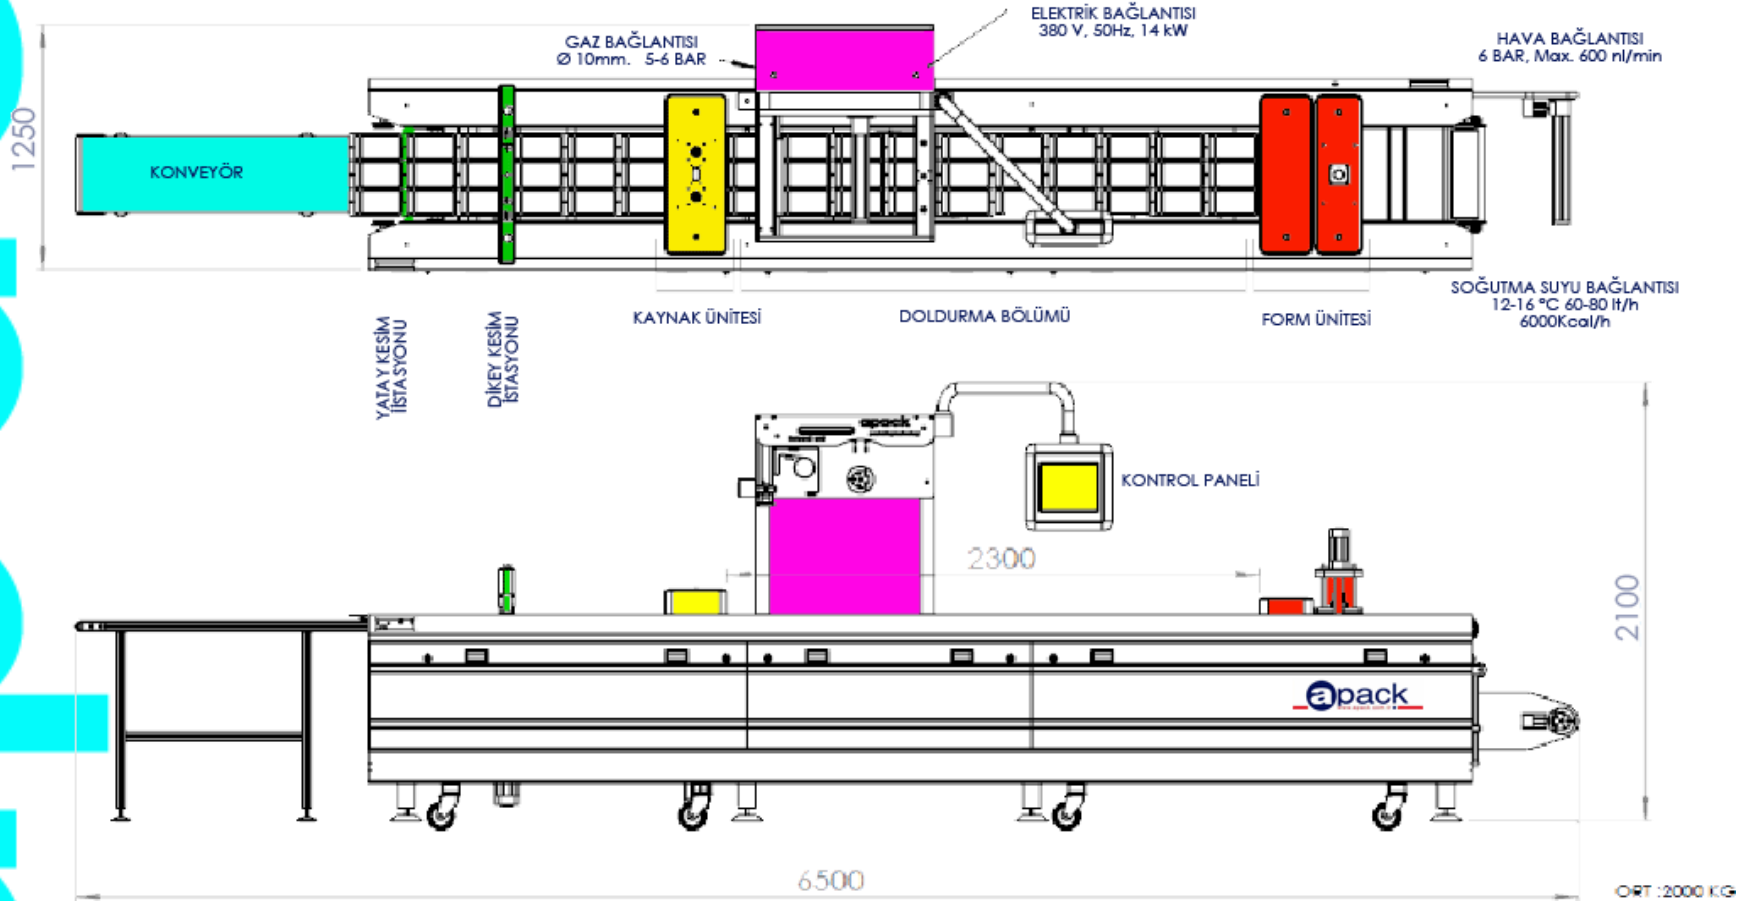 ELEKTRİK BAĞLANTISI
380 V, 50Hz, 14 kW
GAZ BAĞLANTISI
Ø 10mm. 5-6 BAR
HAVA BAĞLANTISI
6 BAR, Max. 600 nl/min
1250
KONVEYÖR
SOĞUTMA SUYU BAĞLANTISI
12-16 °C 60-80 lt/h
6000Kcal/h
KAYNAK ÜNİTESİ
DOLDURMA BÖLÜMÜ
FORM ÜNİTESİ
YATAY KESİM
İİSTASYONU
DİKEY KESİM
İSTASYONU
apack
KONTROL PANELİ
2300
2100
apack
6500
ORT :2000 KG